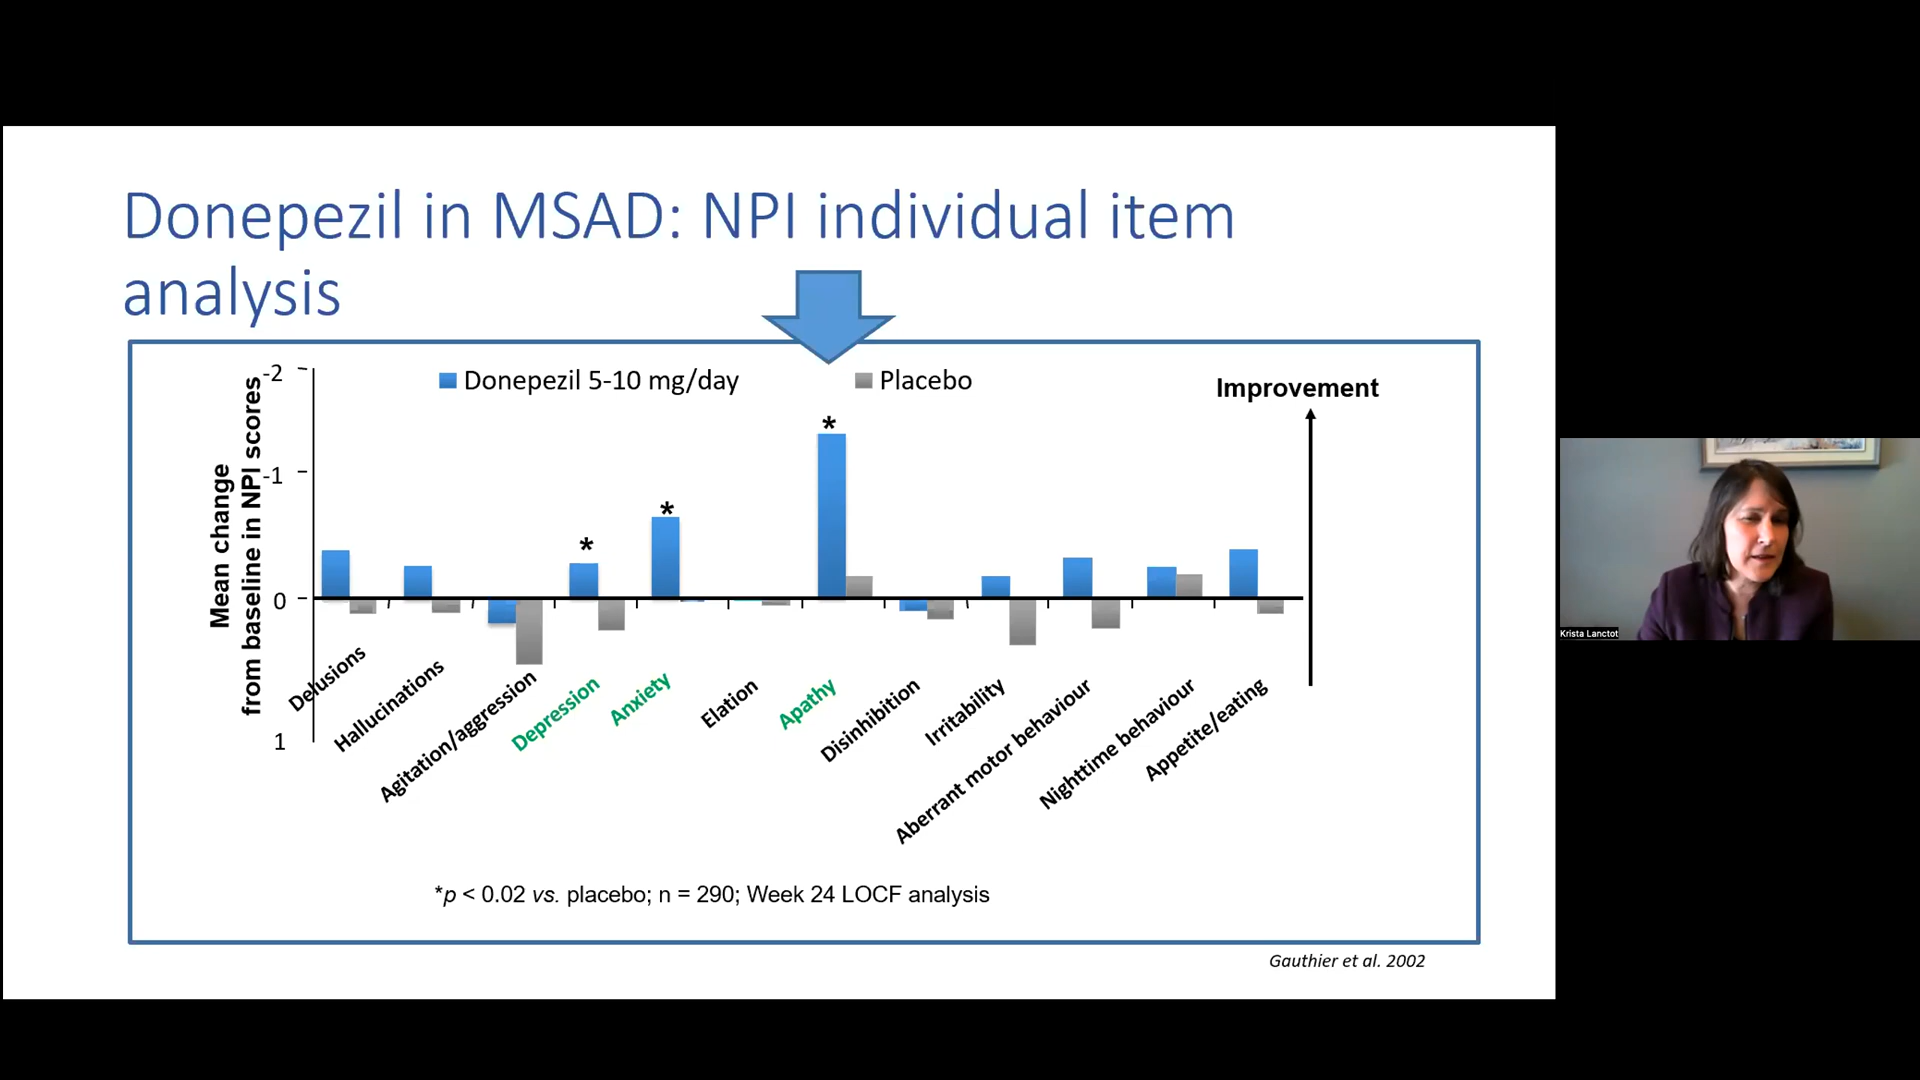 Donepezil in MSAD: NPI individual item
analysis
Donepezil 5-10 mg/day
Placebo
Improvement
Mean change
from baseline in NPI scores
-2
-1
0
1
*
*
*
Delusions
Hallucinations
Agitation/aggression
Depression
Anxiety
Elation
Apathy
Disinhibition
Irritability
Aberrant motor behaviour
Nighttime behaviour
Appetite/eating
*p < 0.02 vs. placebo; n = 290; Week 24 LOCF analysis
Gauthier et al. 2002
Krista Lanctot